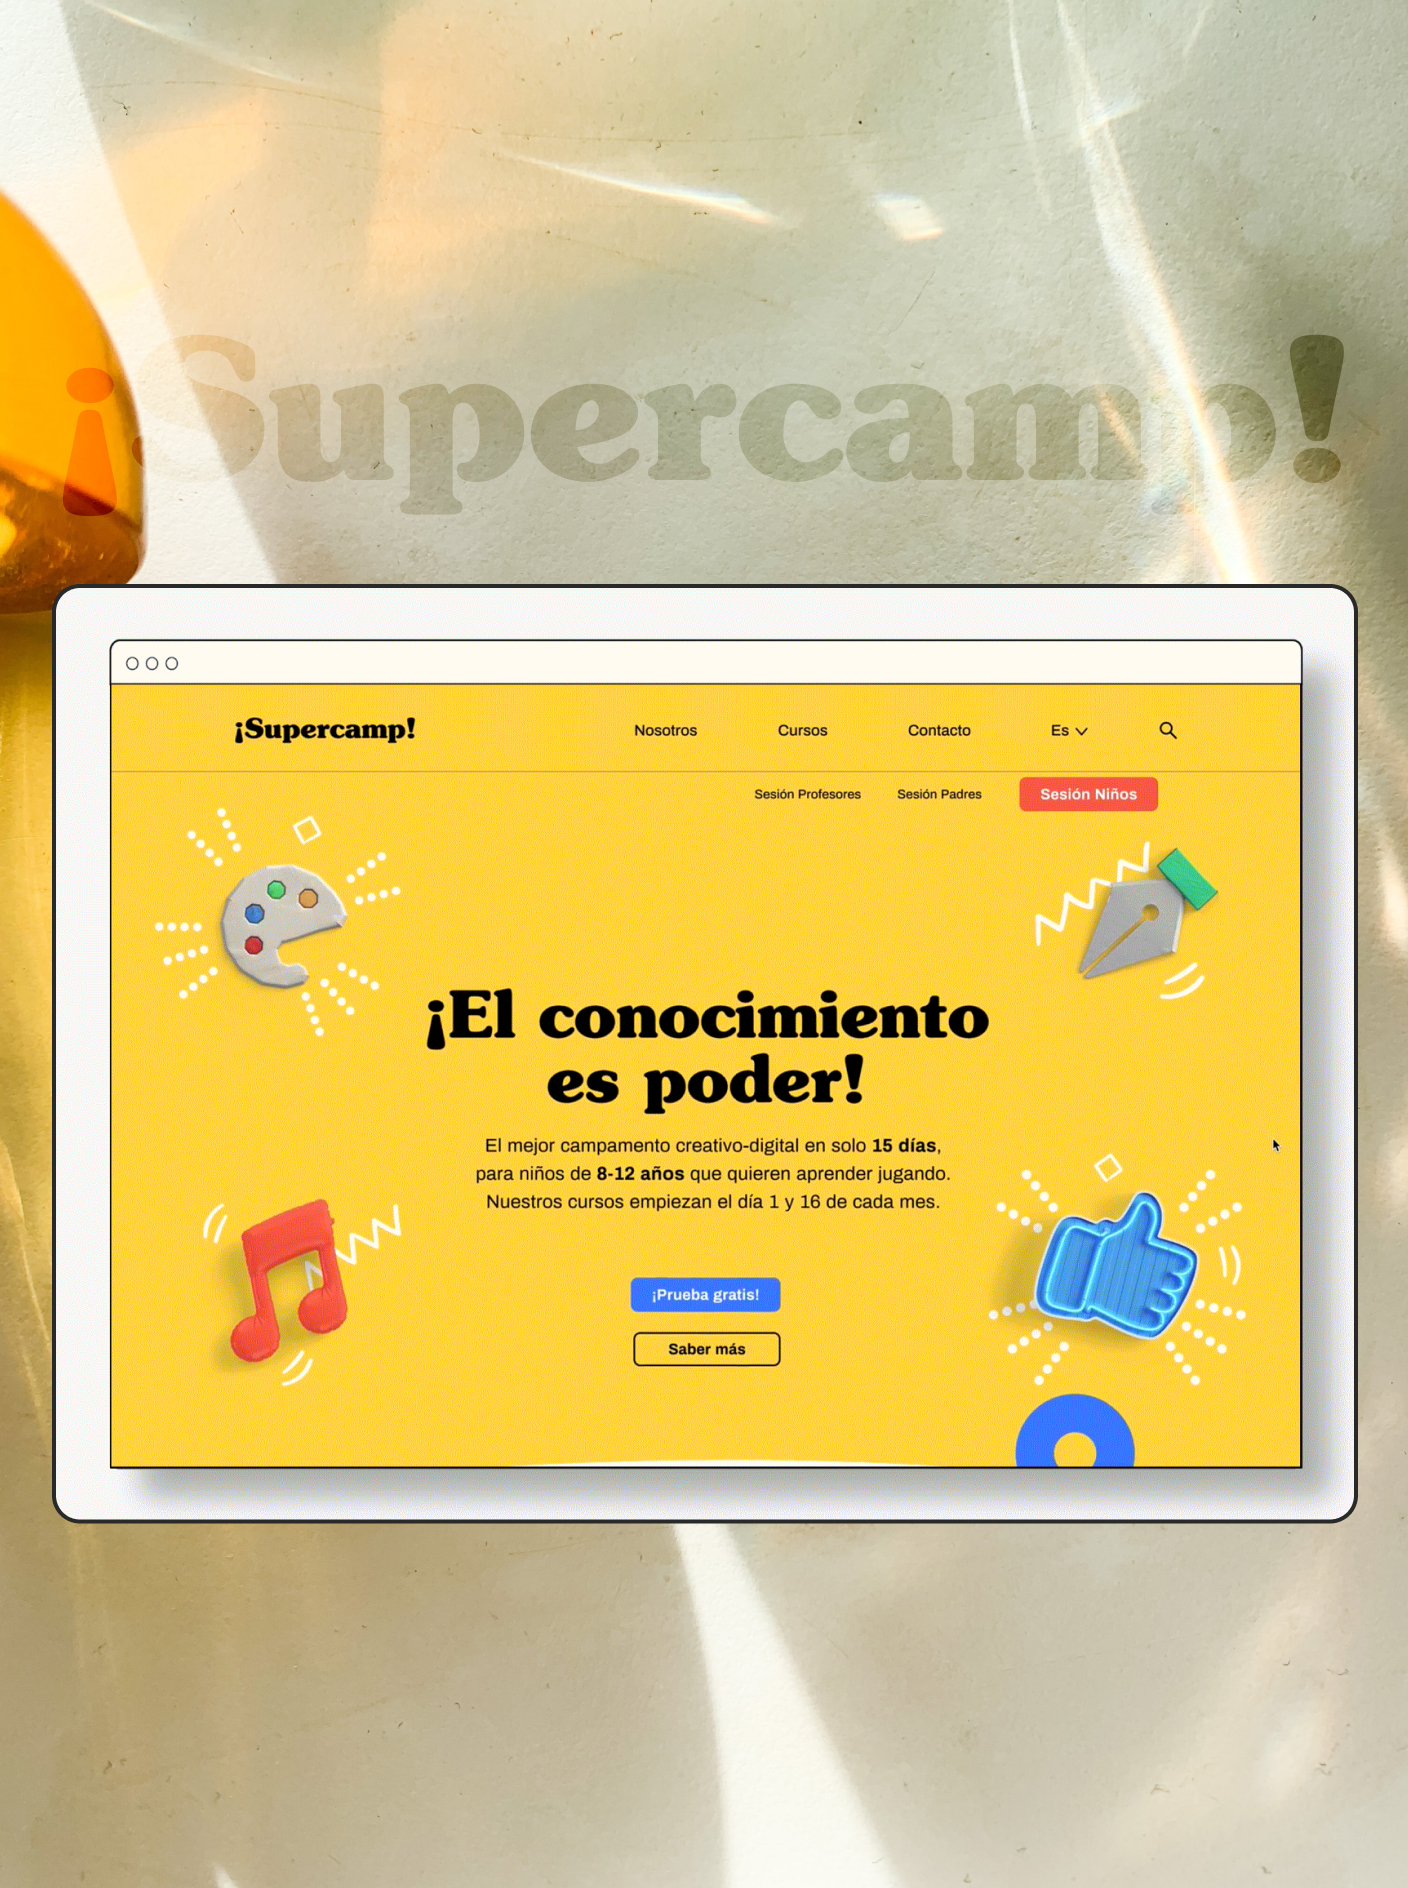 ¡Supercamp!
¡Supercamp!
Nosotros
Cursos
Contacto
Es
Sesión Profesores
Sesión Padres
Sesión Niños
¡El conocimiento
es poder!
El mejor campamento creativo-digital en solo 15 días,
para niños de 8-12 años que quieren aprender jugando.
Nuestros cursos empiezan el día 1 y 16 de cada mes.
¡Prueba gratis!
Saber más